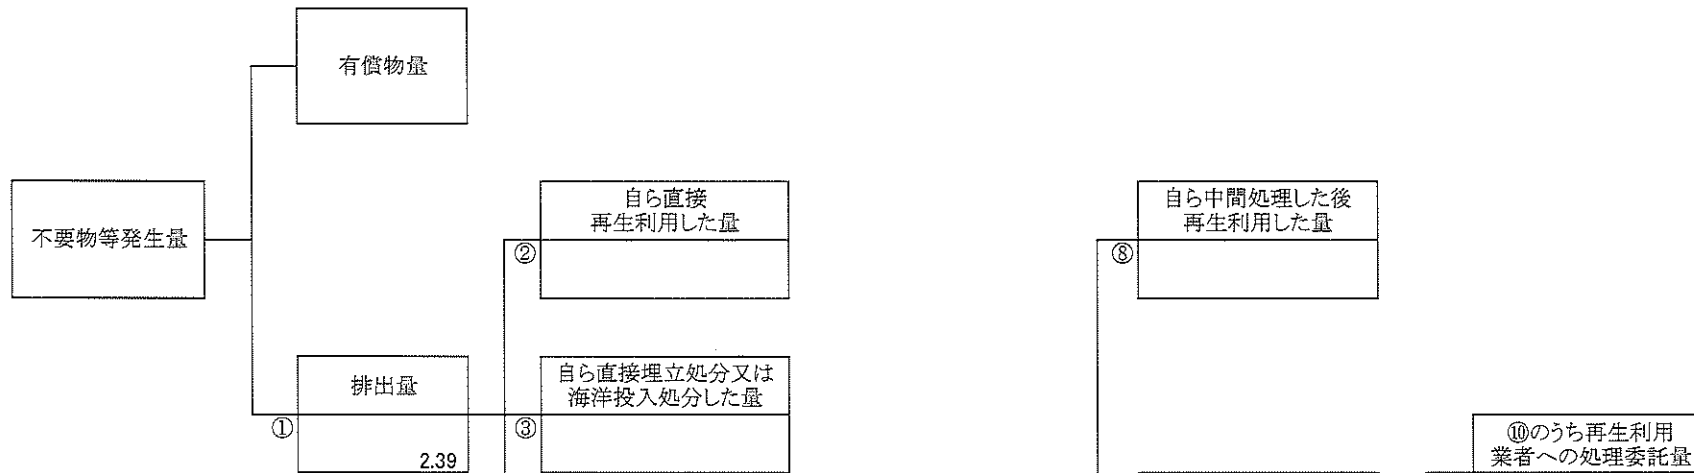 有償物量
不要物等発生量
自ら直接
再生利用した量
②
自ら中間処理した後
再生利用した量
⑧
排出量
①
2.39
自ら直接埋立処分又は
海洋投入処分した量
③
⑩のうち再生利用
業者への処理委託量